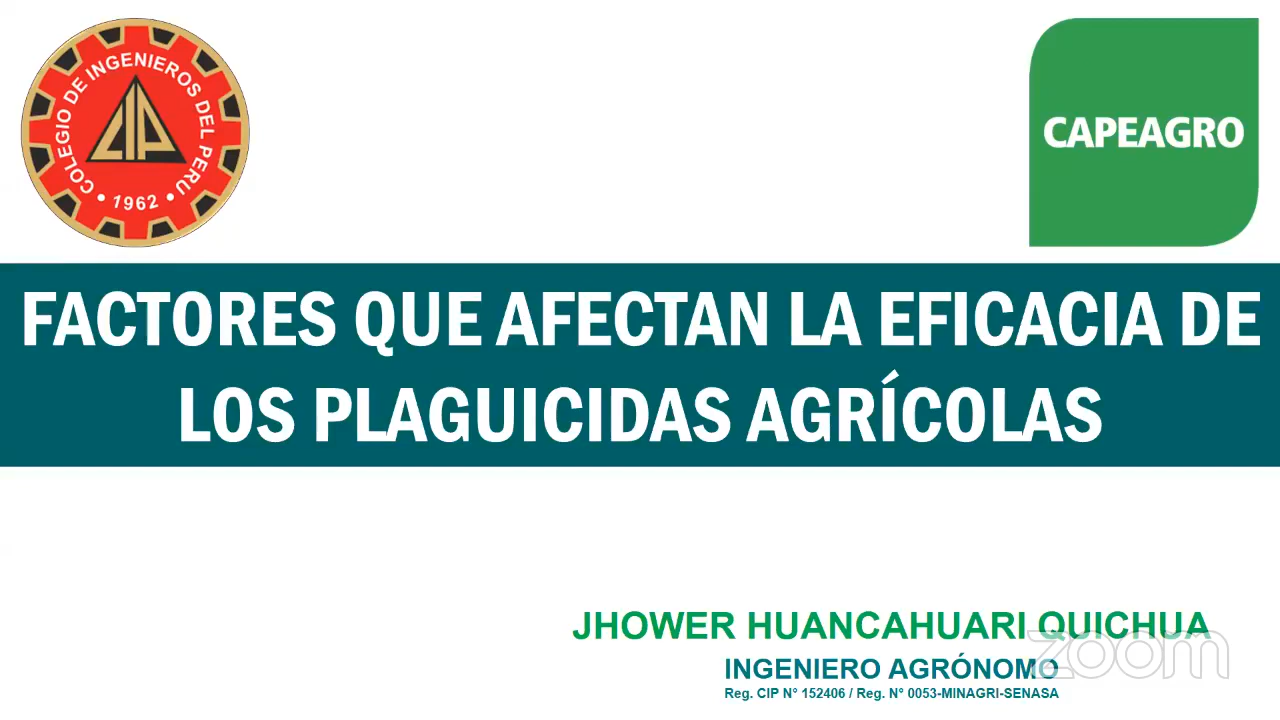 COLEGIO DE INGENIEROS DEL PERU
CIP
• 1962 •
CAPEAGRO
FACTORES QUE AFECTAN LA EFICACIA DE
LOS PLAGUICIDAS AGRÍCOLAS
JHOWER HUANCAHUARI QUICHUA
zoom
INGENIERO AGRÓNOMO
Reg. CIP N° 152406 / Reg. N° 0053-MINAGRI-SENASA